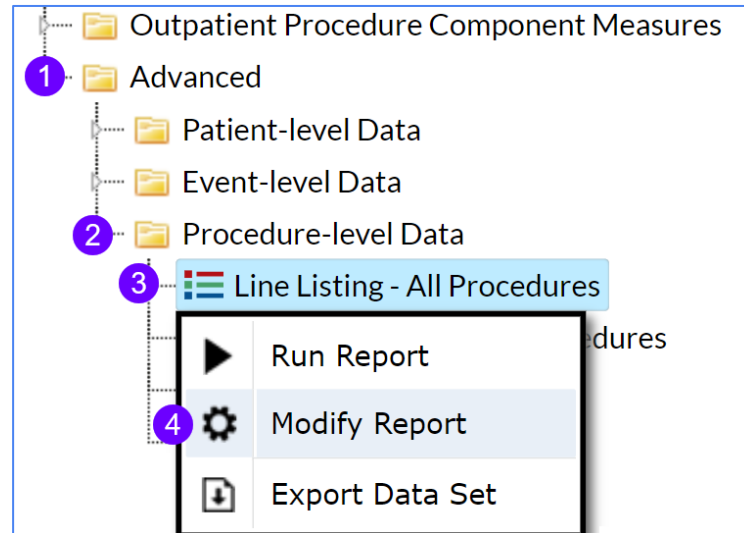 Outpatient Procedure Component Measures
1 Advanced
Patient-level Data
Event-level Data
2 Procedure-level Data
3 Line Listing - All Procedures
edures
Run Report
4 Modify Report
Export Data Set